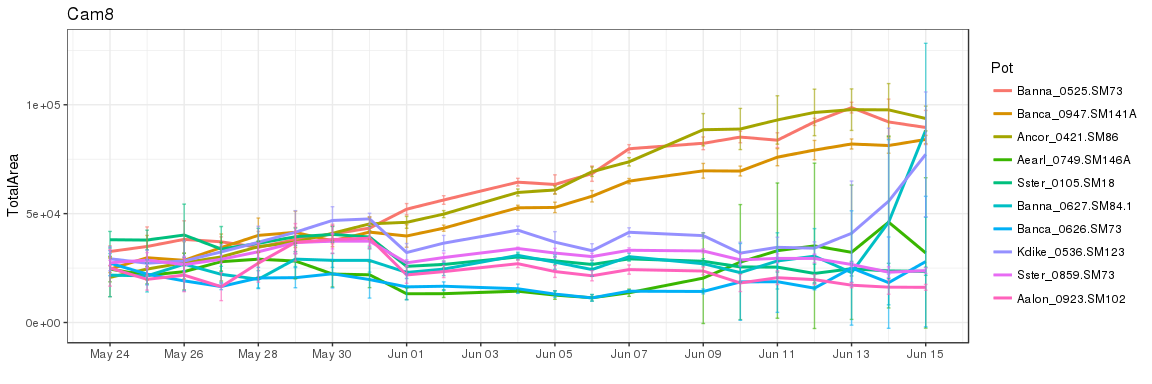 Cam8
TotalArea
1e+05
5e+04
0e+00
May 24 May 26 May 28 May 30 Jun 01 Jun 03 Jun 05 Jun 07 Jun 09 Jun 11 Jun 13 Jun 15
Pot
Banna_0525.SM73
Banca_0947.SM141A
Ancor_0421.SM86
Aearl_0749.SM146A
Sster_0105.SM18
Banna_0627.SM84.1
Banca_0626.SM73
Kdike_0536.SM123
Sster_0859.SM73
Aalon_0923.SM102